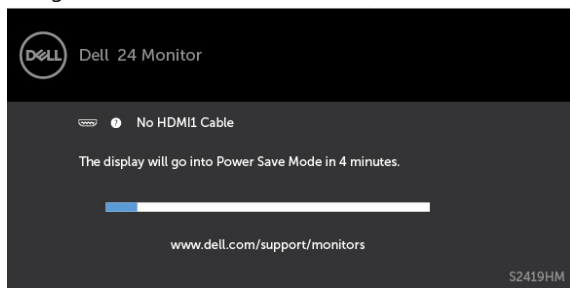 DELL
Dell 24 Monitor
? No HDMI1 Cable
The display will go into Power Save Mode in 4 minutes.
www.dell.com/support/monitors
S2419HM